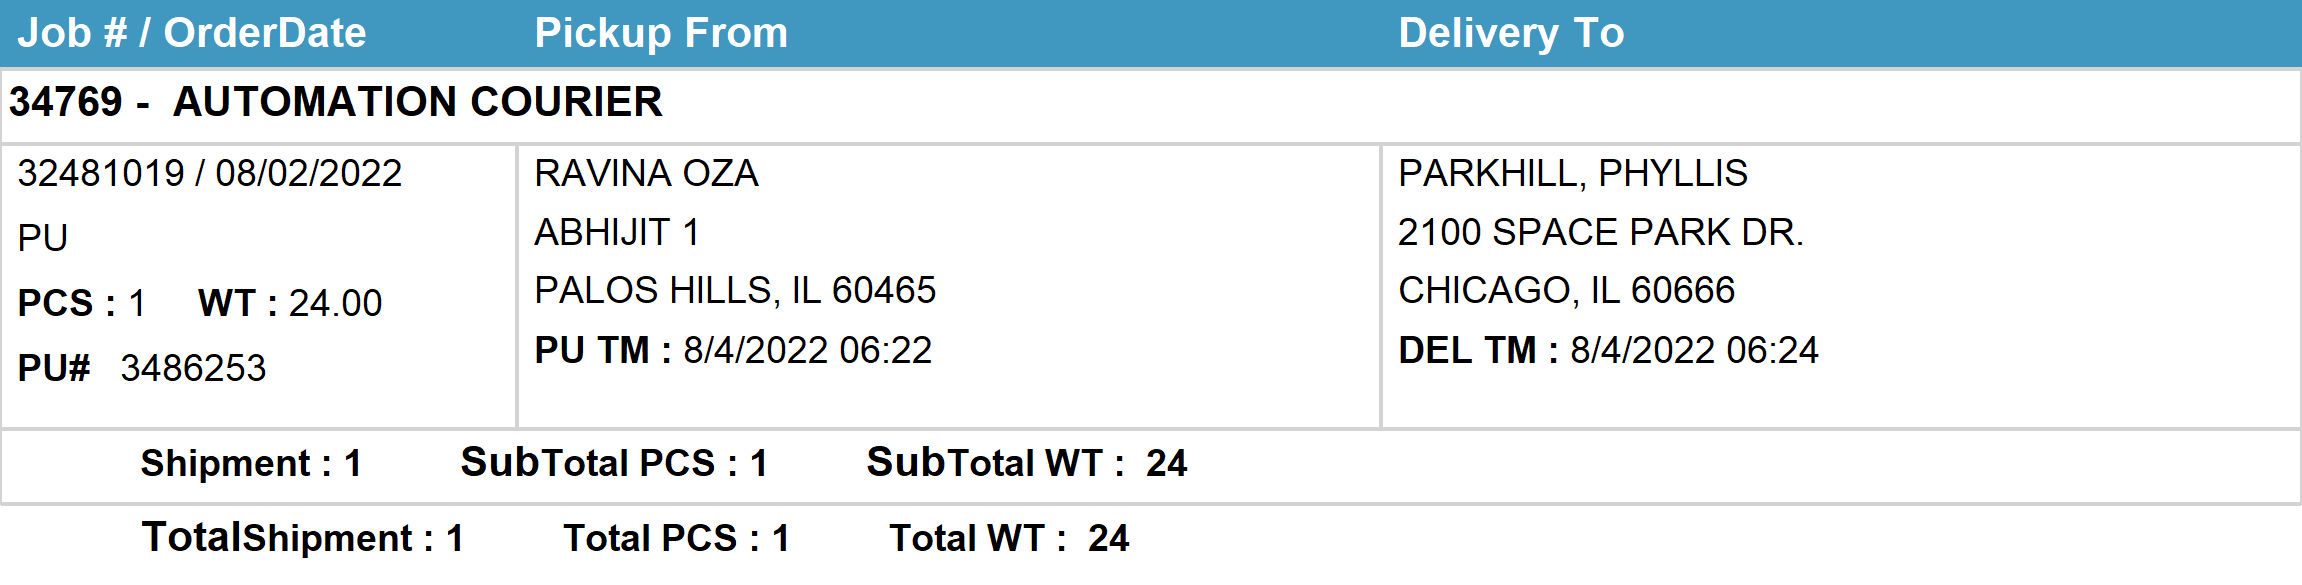 Job # / OrderDate Pickup From Delivery To
34769 - AUTOMATION COURIER
32481019 / 08/02/2022 RAVINA OZA PARKHILL, PHYLLIS
PU ABHIJIT 1 2100 SPACE PARK DR.
PCS : 1 WT : 24.00 PALOS HILLS, IL 60465 CHICAGO, IL 60666
PU# 3486253 PU TM : 8/4/2022 06:22 DEL TM : 8/4/2022 06:24
Shipment : 1 SubTotal PCS : 1 SubTotal WT : 24
TotalShipment : 1 Total PCS : 1 Total WT : 24